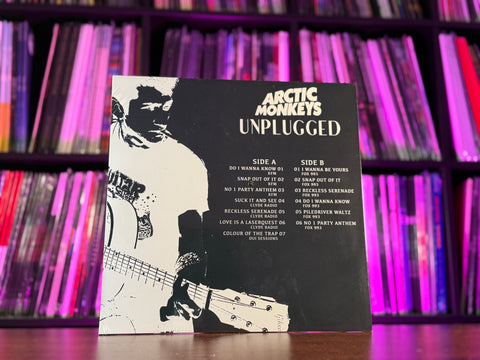 ARCTIC
MONKEYS
UNPLUGGED
SIDE A
DO I WANNA KNOW 01
XFM
SNAP OUT OF IT 02
XFM
NO 1 PARTY ANTHEM 03
XFM
SUCK IT AND SEE 04
CLYDE RADIO
RECKLESS SERENADE 05
CLYDE RADIO
LOVE IS A LASERQUEST 06
CLYDE RADIO
COLOUR OF THE TRAP 07
OUI SESSIONS
SIDE B
01 I WANNA BE YOURS
FOX 993
02 SNAP OUT OF IT
FOX 993
03 RECKLESS SERENADE
FOX 993
04 DO I WANNA KNOW
FOX 993
05 PILEDRIVER WALTZ
FOX 993
06 NO 1 PARTY ANTHEM
FOX 993